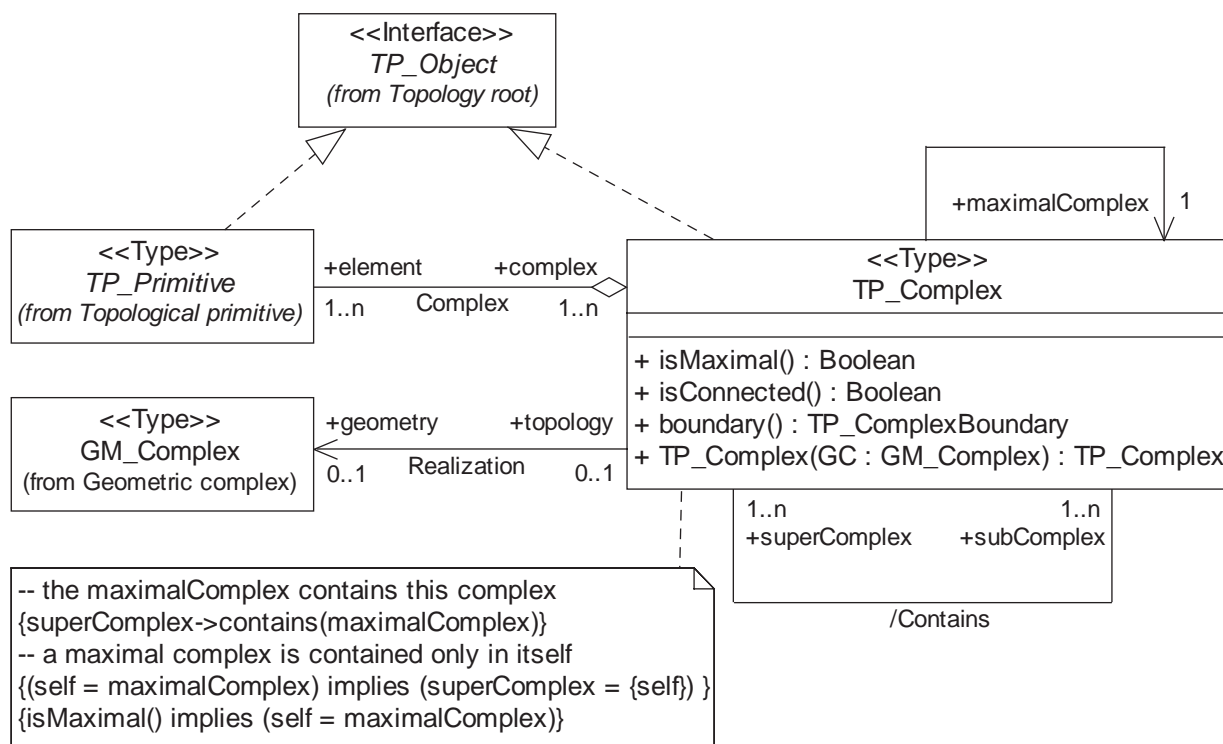 <<Interface>>
TP_Object
(from Topology root)
+maximalComplex 1
<<Type>>
TP_Primitive
(from Topological primitive)
+element +complex
1..n Complex 1..n
<<Type>>
TP_Complex
+ isMaximal() : Boolean
+ isConnected() : Boolean
+ boundary() : TP_ComplexBoundary
+ TP_Complex(GC : GM_Complex) : TP_Complex
<<Type>>
GM_Complex
(from Geometric complex)
+geometry +topology
0..1 Realization 0..1
1..n 1..n
+superComplex +subComplex
/Contains
-- the maximalComplex contains this complex
{superComplex->contains(maximalComplex)}
-- a maximal complex is contained only in itself
{(self = maximalComplex) implies (superComplex = {self}) }
{isMaximal() implies (self = maximalComplex)}